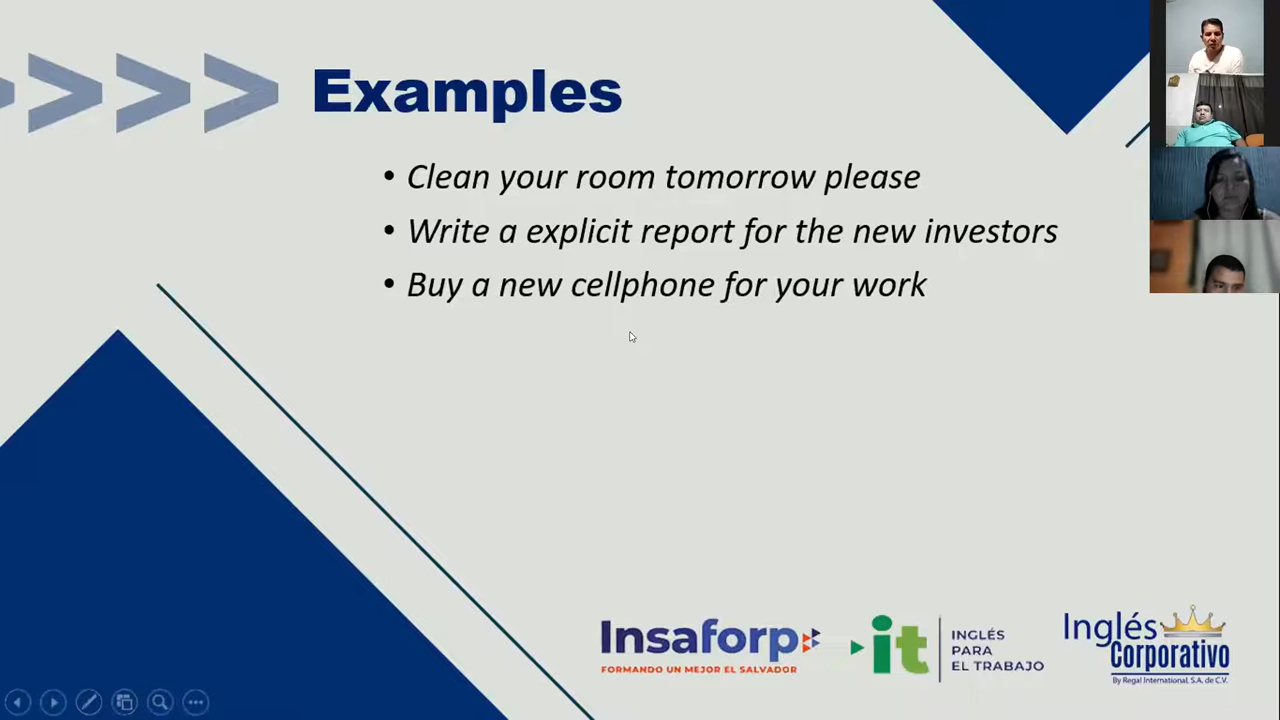 Examples
• Clean your room tomorrow please
• Write a explicit report for the new investors
• Buy a new cellphone for your work
Insaforp
FORMANDO UN MEJOR EL SALVADOR
it
INGLÉS
PARA
EL TRABAJO
Inglés
Corporativo
By Regal International, S.A. de C.V.